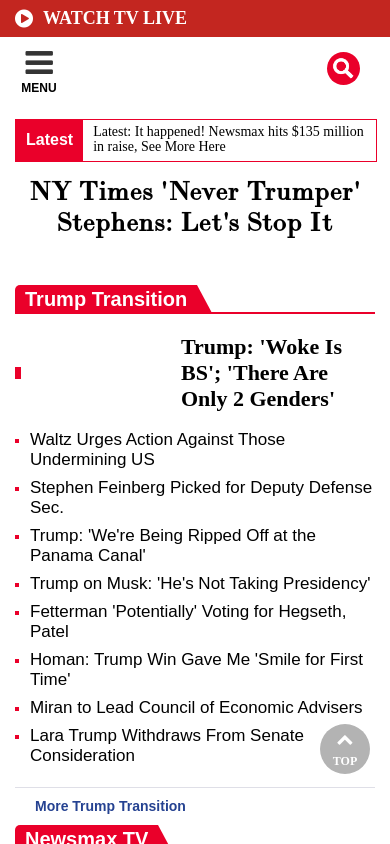 WATCH TV LIVE
MENU
Latest
Latest: It happened! Newsmax hits $135 million
in raise, See More Here
NY Times 'Never Trumper'
Stephens: Let's Stop It
Trump Transition
Trump: 'Woke Is
BS'; 'There Are
Only 2 Genders'
Waltz Urges Action Against Those
Undermining US
Stephen Feinberg Picked for Deputy Defense
Sec.
Trump: 'We're Being Ripped Off at the
Panama Canal'
Trump on Musk: 'He's Not Taking Presidency'
Fetterman 'Potentially' Voting for Hegseth,
Patel
Homan: Trump Win Gave Me 'Smile for First
Time'
Miran to Lead Council of Economic Advisers
Lara Trump Withdraws From Senate
Consideration
TOP
More Trump Transition
Newsmax TV